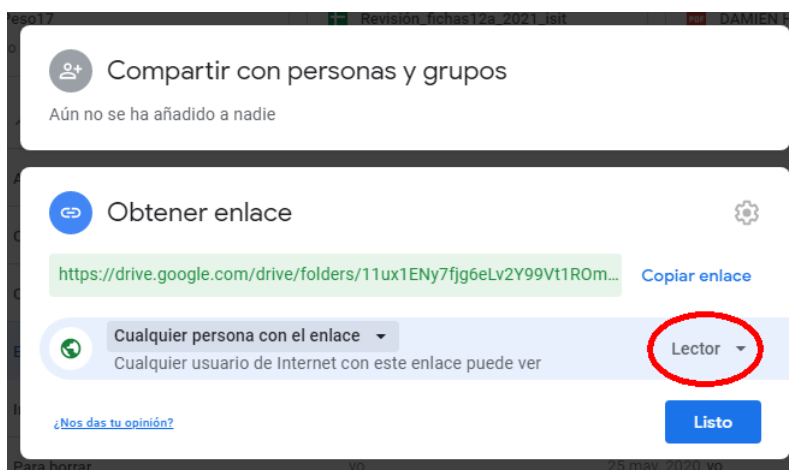 Peso17 Revisión_fichas12a_2021_isit PDF DAMIEN H
Compartir con personas y grupos
Aún no se ha añadido a nadie
Obtener enlace
https://drive.google.com/drive/folders/11ux1ENy7fjg6eLv2Y99Vt1ROm... Copiar enlace
Cualquier persona con el enlace
Cualquier usuario de Internet con este enlace puede ver
Lector
¿Nos das tu opinión?
Listo
Para borrar yo 25 may. 2020 yo